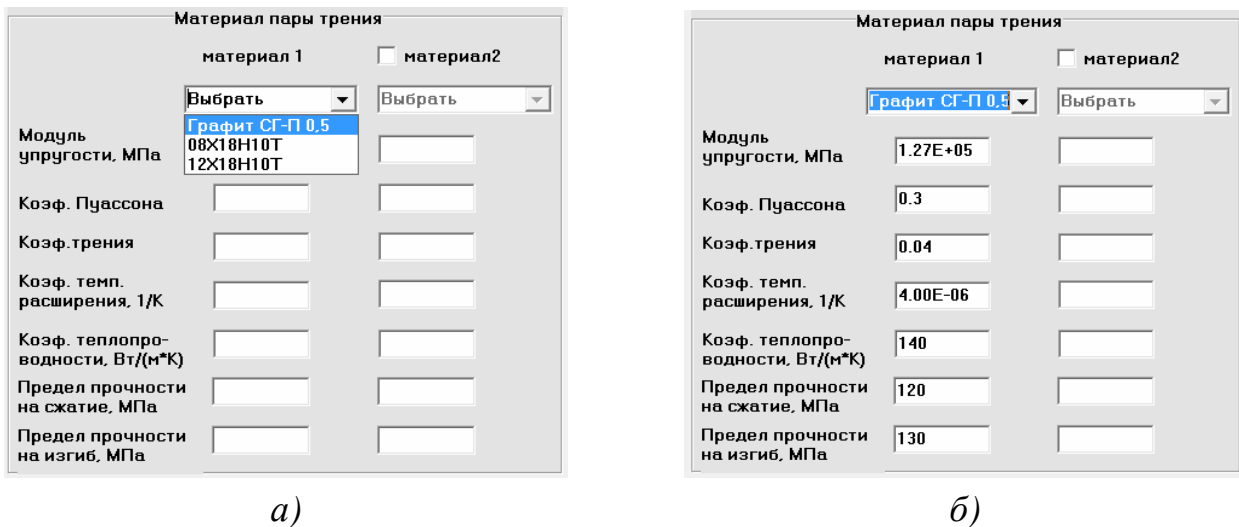 Материал пары трения
материал 1 материал2
Выбрать Выбрать
Графит СГ-П 0,5
08Х18Н10Т
12Х18Н10Т
Модуль
упругости, МПа
Коэф. Пуассона
Коэф.трения
Коэф. темп.
расширения, 1/К
Коэф. теплопро-
водности, Вт/(м*К)
Предел прочности
на сжатие, МПа
Предел прочности
на изгиб, МПа
а)
Материал пары трения
материал 1 материал2
Графит СГ-П 0,5 Выбрать
Модуль
упругости, МПа 1.27E+05
Коэф. Пуассона 0.3
Коэф.трения 0.04
Коэф. темп.
расширения, 1/К 4.00E-06
Коэф. теплопро-
водности, Вт/(м*К) 140
Предел прочности
на сжатие, МПа 120
Предел прочности
на изгиб, МПа 130
б)